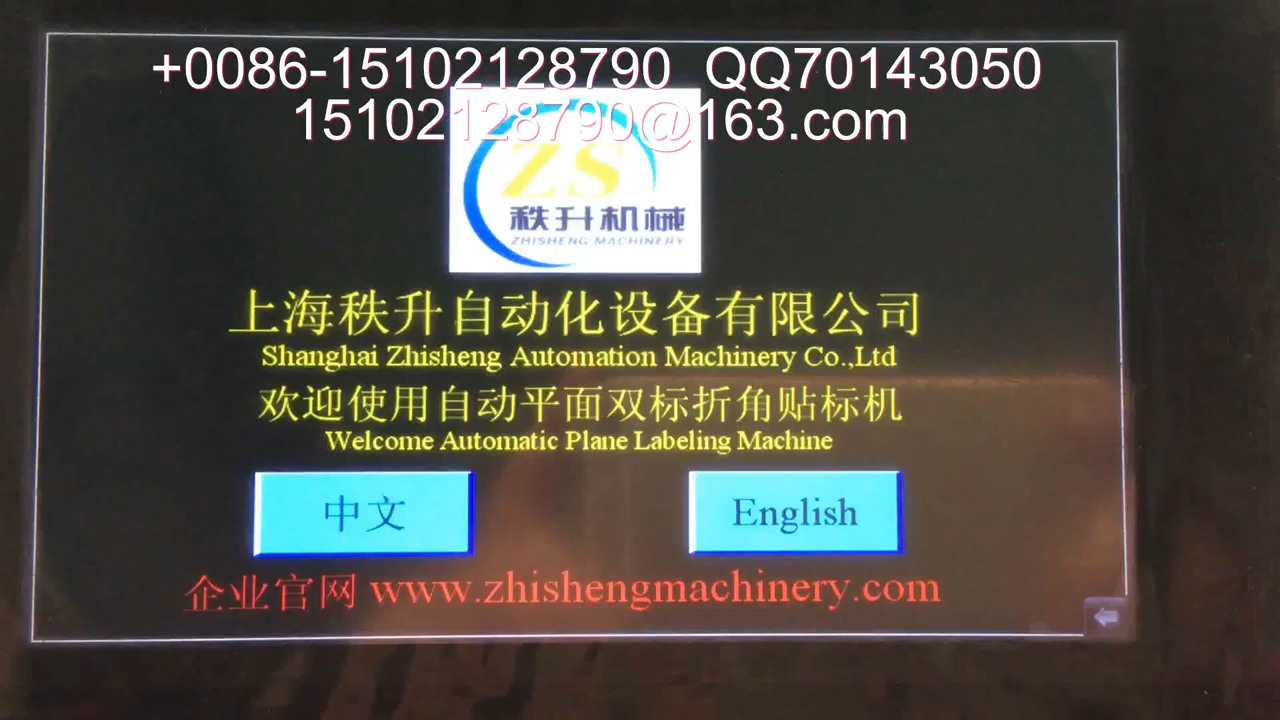 +0086-15102128790 QQ70143050
15102128790@163.com
ZS
秩升机械
ZHISHENG MACHINERY
上海秩升自动化设备有限公司
Shanghai Zhisheng Automation Machinery Co.,Ltd
欢迎使用自动平面双标折角贴标机
Welcome Automatic Plane Labeling Machine
中文 English
企业官网 www.zhishengmachinery.com